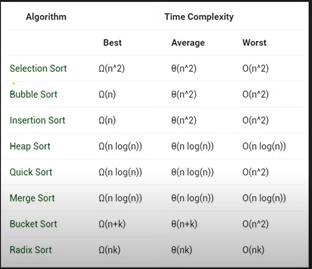 Algorithm Time Complexity
Best Average Worst
Selection Sort Ω(n^2) θ(n^2) O(n^2)
Bubble Sort Ω(n) θ(n^2) O(n^2)
Insertion Sort Ω(n) θ(n^2) O(n^2)
Heap Sort Ω(n log(n)) θ(n log(n)) O(n log(n))
Quick Sort Ω(n log(n)) θ(n log(n)) O(n^2)
Merge Sort Ω(n log(n)) θ(n log(n)) O(n log(n))
Bucket Sort Ω(n+k) θ(n+k) O(n^2)
Radix Sort Ω(nk) θ(nk) O(nk)